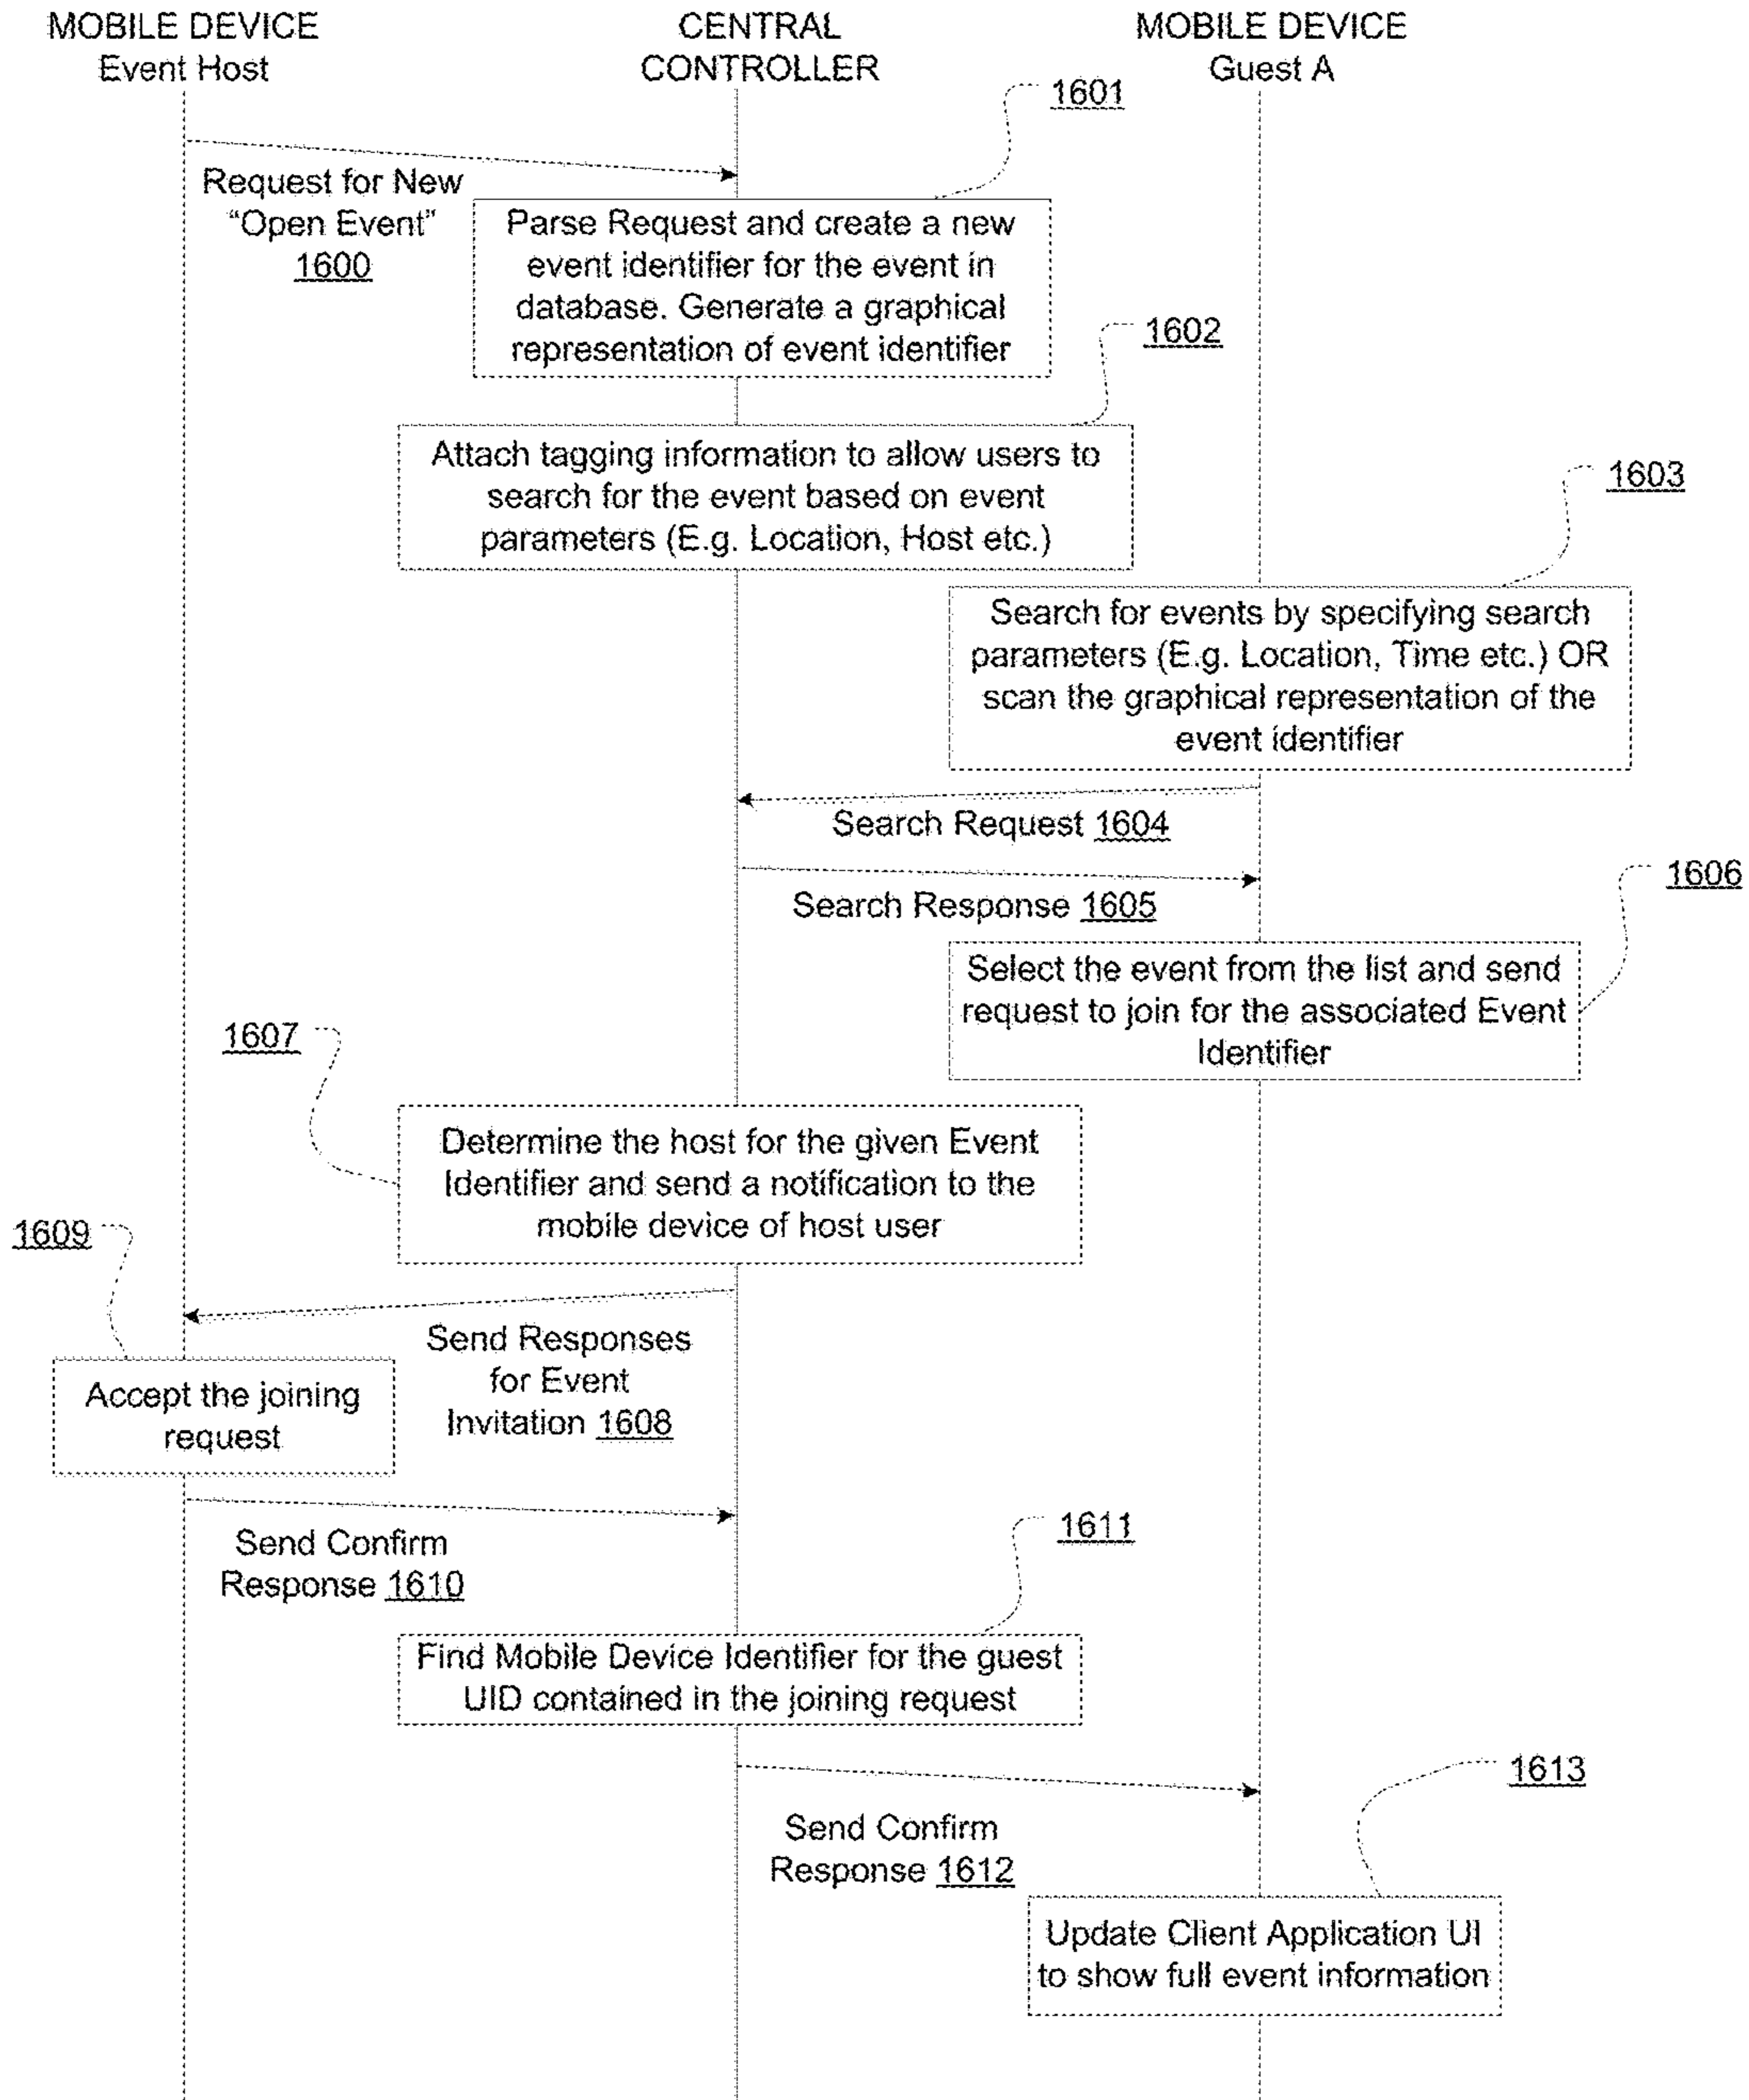 MOBILE DEVICE
Event Host
CENTRAL
CONTROLLER
MOBILE DEVICE
Guest A
1601
Request for New
“Open Event”
1600
Parse Request and create a new
event identifier for the event in
database. Generate a graphical
representation of event identifier
1602
Attach tagging information to allow users to
search for the event based on event
parameters (E.g. Location, Host etc.)
1603
Search for events by specifying search
parameters (E.g. Location, Time etc.) OR
scan the graphical representation of the
event identifier
Search Request 1604
Search Response 1605
1606
Select the event from the list and send
request to join for the associated Event
Identifier
1607
Determine the host for the given Event
Identifier and send a notification to the
mobile device of host user
1609
Send Responses
for Event
Invitation 1608
Accept the joining
request
Send Confirm
Response 1610
1611
Find Mobile Device Identifier for the guest
UID contained in the joining request
1613
Send Confirm
Response 1612
Update Client Application UI
to show full event information